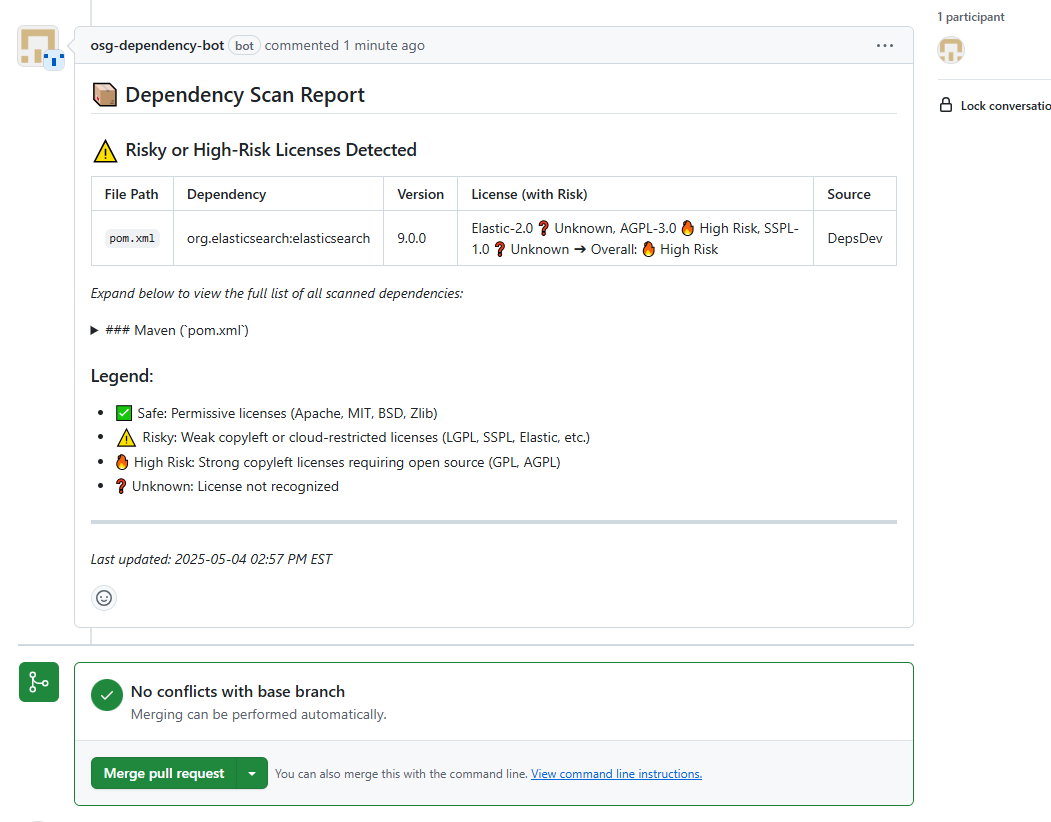 1 participant
osg-dependency-bot bot commented 1 minute ago
Dependency Scan Report
Risky or High-Risk Licenses Detected
File Path Dependency Version License (with Risk) Source
pom.xml org.elasticsearch:elasticsearch 9.0.0 Elastic-2.0 ❓ Unknown, AGPL-3.0 🔥 High Risk, SSPL-
1.0 ❓ Unknown → Overall: 🔥 High Risk DepsDev
Lock conversatio
Expand below to view the full list of all scanned dependencies:
### Maven (`pom.xml`)
Legend:
✅ Safe: Permissive licenses (Apache, MIT, BSD, Zlib)
⚠️ Risky: Weak copyleft or cloud-restricted licenses (LGPL, SSPL, Elastic, etc.)
🔥 High Risk: Strong copyleft licenses requiring open source (GPL, AGPL)
❓ Unknown: License not recognized
Last updated: 2025-05-04 02:57 PM EST
No conflicts with base branch
Merging can be performed automatically.
Merge pull request You can also merge this with the command line. View command line instructions.